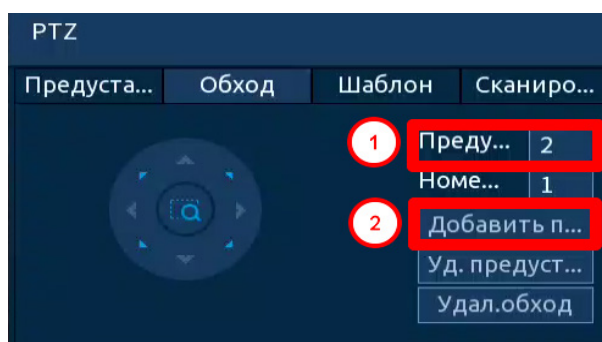 PTZ
Предуста... Обход Шаблон Сканиро...
1 Преду... 2
Номе... 1
2 Добавить п...
Уд. предуст...
Удал.обход